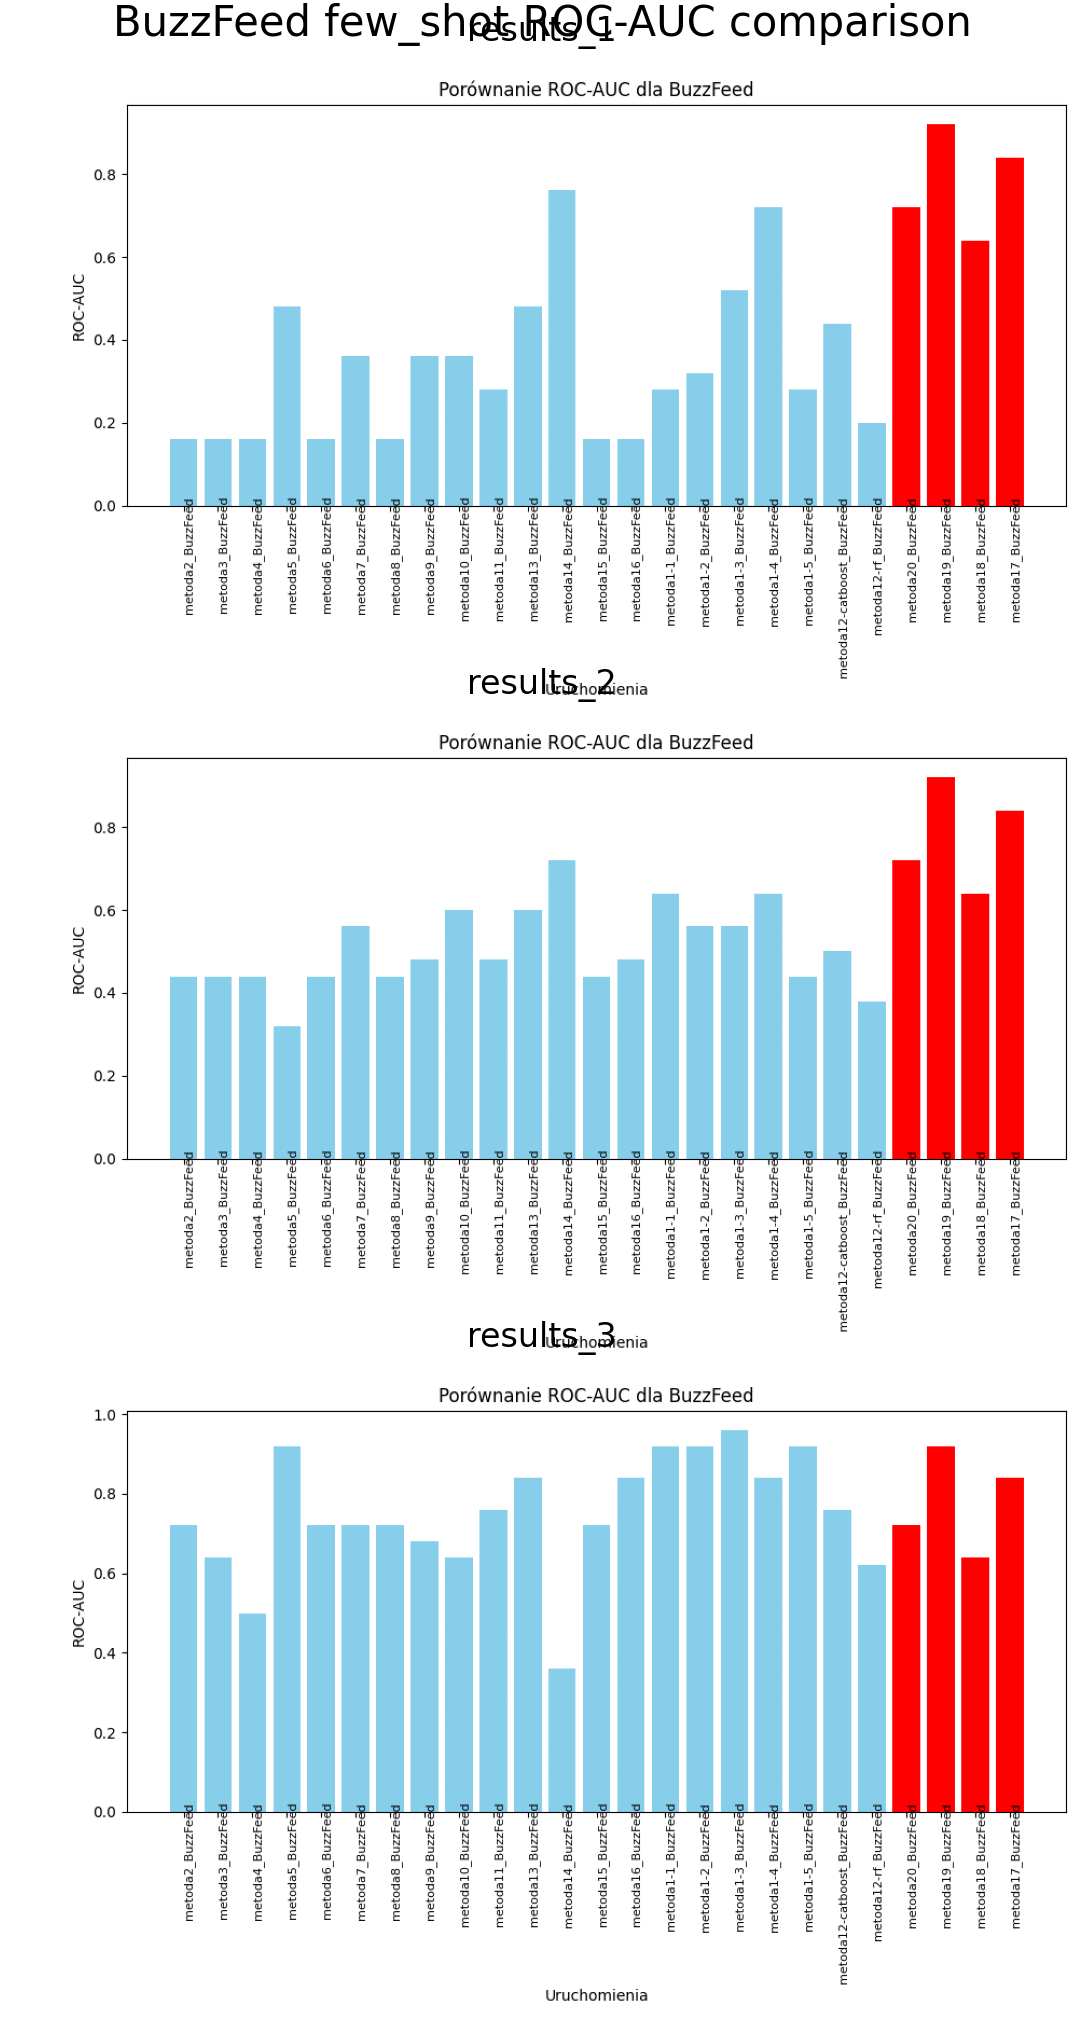 BuzzFeed few_shot ROC-AUC comparison
results_1
Porównanie ROC-AUC dla BuzzFeed
ROC-AUC
0.8
0.6
0.4
0.2
0.0
metoda2_BuzzFeed
metoda3_BuzzFeed
metoda4_BuzzFeed
metoda5_BuzzFeed
metoda6_BuzzFeed
metoda7_BuzzFeed
metoda8_BuzzFeed
metoda9_BuzzFeed
metoda10_BuzzFeed
metoda11_BuzzFeed
metoda13_BuzzFeed
metoda14_BuzzFeed
metoda15_BuzzFeed
metoda16_BuzzFeed
metoda1-1_BuzzFeed
metoda1-2_BuzzFeed
metoda1-3_BuzzFeed
metoda1-4_BuzzFeed
metoda1-5_BuzzFeed
metoda12-catboost_BuzzFeed
metoda12-rf_BuzzFeed
metoda20_BuzzFeed
metoda19_BuzzFeed
metoda18_BuzzFeed
metoda17_BuzzFeed
Uruchomienia
results_2
Porównanie ROC-AUC dla BuzzFeed
ROC-AUC
0.8
0.6
0.4
0.2
0.0
metoda2_BuzzFeed
metoda3_BuzzFeed
metoda4_BuzzFeed
metoda5_BuzzFeed
metoda6_BuzzFeed
metoda7_BuzzFeed
metoda8_BuzzFeed
metoda9_BuzzFeed
metoda10_BuzzFeed
metoda11_BuzzFeed
metoda13_BuzzFeed
metoda14_BuzzFeed
metoda15_BuzzFeed
metoda16_BuzzFeed
metoda1-1_BuzzFeed
metoda1-2_BuzzFeed
metoda1-3_BuzzFeed
metoda1-4_BuzzFeed
metoda1-5_BuzzFeed
metoda12-catboost_BuzzFeed
metoda12-rf_BuzzFeed
metoda20_BuzzFeed
metoda19_BuzzFeed
metoda18_BuzzFeed
metoda17_BuzzFeed
Uruchomienia
results_3
Porównanie ROC-AUC dla BuzzFeed
ROC-AUC
1.0
0.8
0.6
0.4
0.2
0.0
metoda2_BuzzFeed
metoda3_BuzzFeed
metoda4_BuzzFeed
metoda5_BuzzFeed
metoda6_BuzzFeed
metoda7_BuzzFeed
metoda8_BuzzFeed
metoda9_BuzzFeed
metoda10_BuzzFeed
metoda11_BuzzFeed
metoda13_BuzzFeed
metoda14_BuzzFeed
metoda15_BuzzFeed
metoda16_BuzzFeed
metoda1-1_BuzzFeed
metoda1-2_BuzzFeed
metoda1-3_BuzzFeed
metoda1-4_BuzzFeed
metoda1-5_BuzzFeed
metoda12-catboost_BuzzFeed
metoda12-rf_BuzzFeed
metoda20_BuzzFeed
metoda19_BuzzFeed
metoda18_BuzzFeed
metoda17_BuzzFeed
Uruchomienia